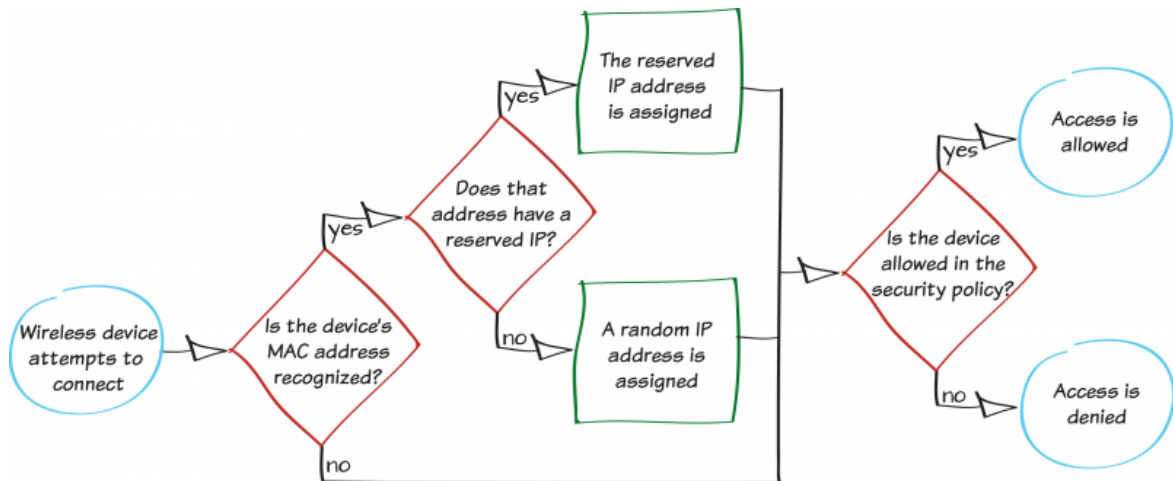 Wireless device
attempts to
connect
Is the device's
MAC address
recognized?
yes
no
Does that
address have a
reserved IP?
yes
no
The reserved
IP address
is assigned
A random IP
address is
assigned
Is the device
allowed in the
security policy?
yes
no
Access is
allowed
Access is
denied